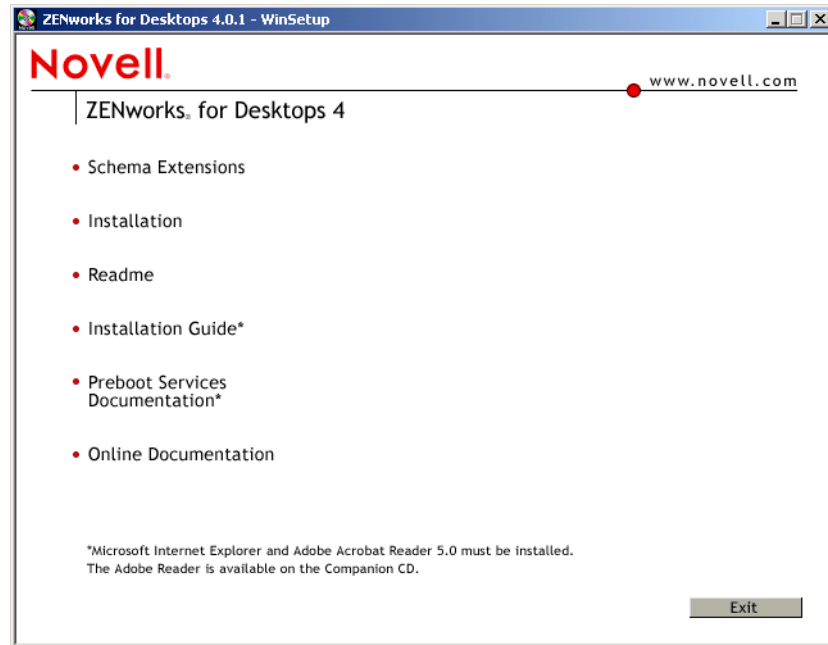 ZENworks for Desktops 4.0.1 - WinSetup
Novell.
www.novell.com
ZENworks® for Desktops 4
Schema Extensions
Installation
Readme
Installation Guide*
Preboot Services
Documentation*
Online Documentation
*Microsoft Internet Explorer and Adobe Acrobat Reader 5.0 must be installed.
The Adobe Reader is available on the Companion CD.
Exit